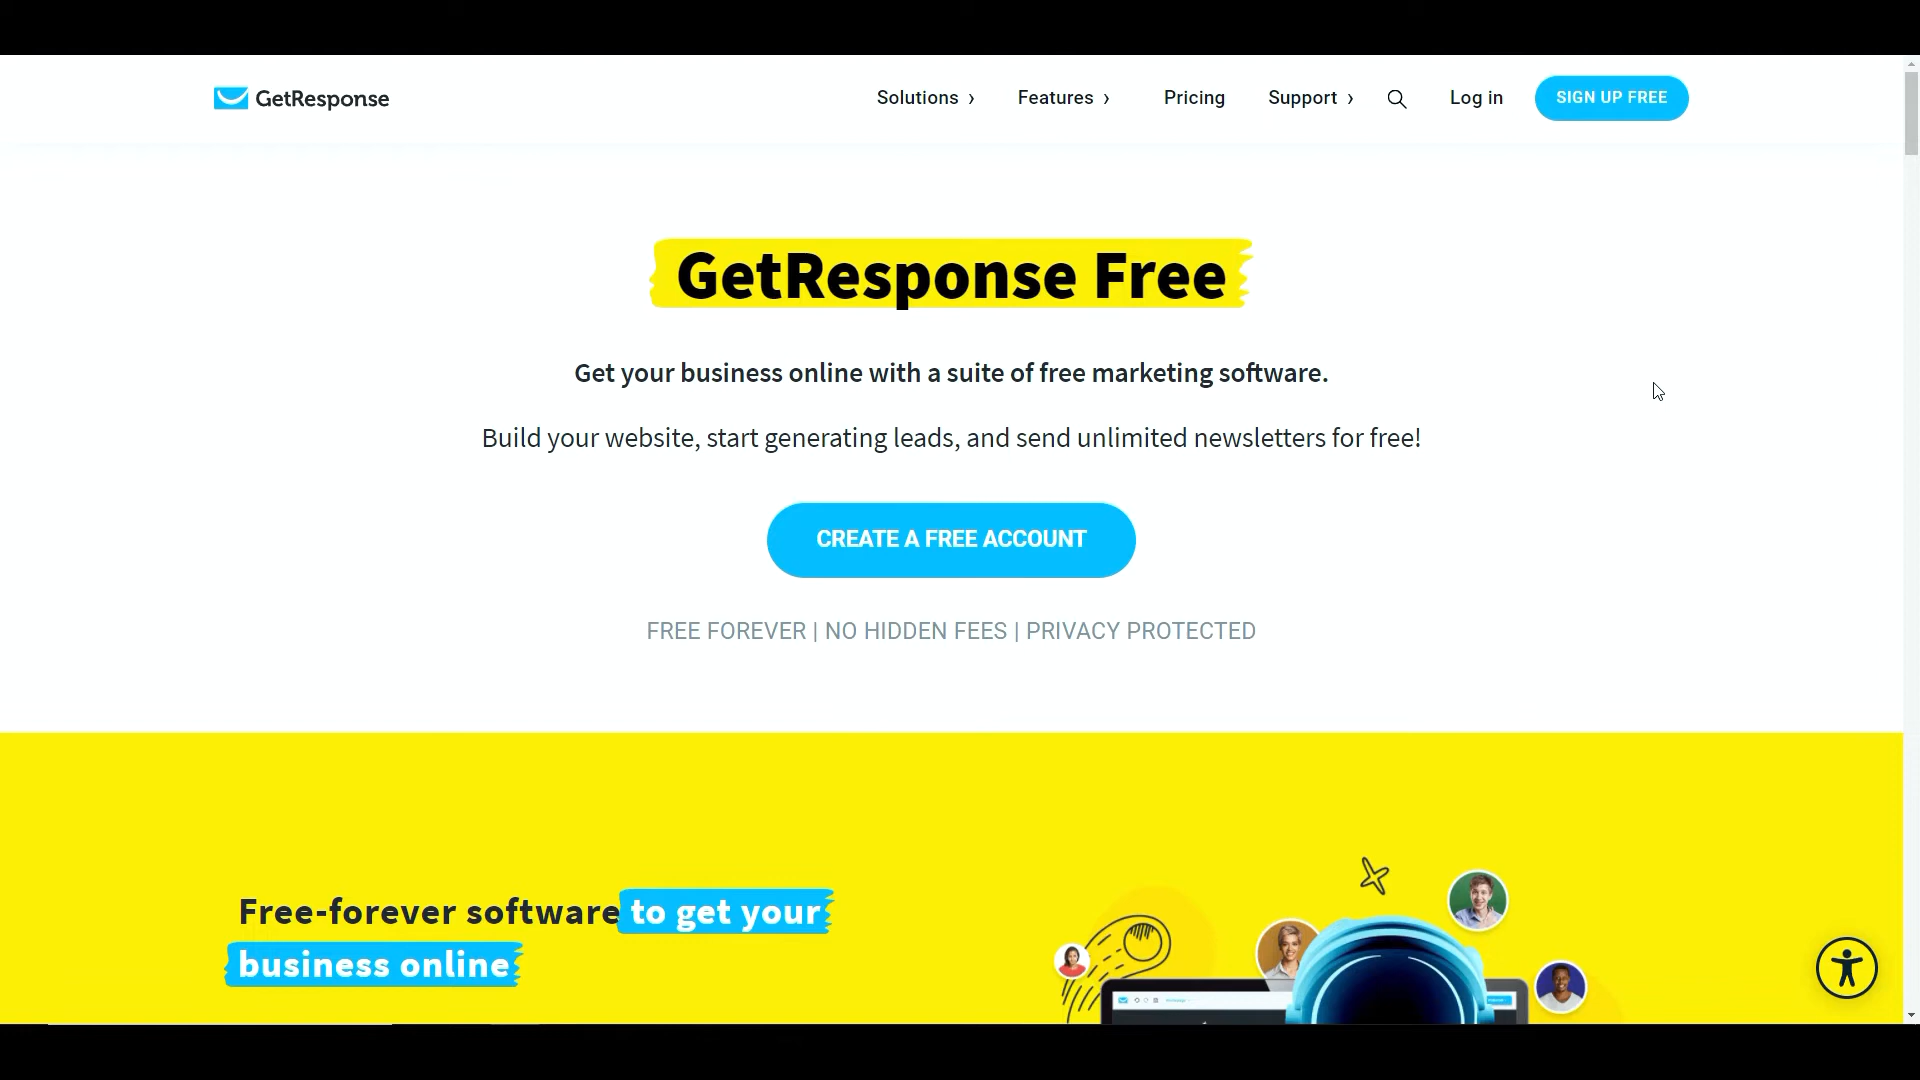 GetResponse
Solutions › Features › Pricing Support › Log in SIGN UP FREE
GetResponse Free
Get your business online with a suite of free marketing software.
Build your website, start generating leads, and send unlimited newsletters for free!
CREATE A FREE ACCOUNT
FREE FOREVER | NO HIDDEN FEES | PRIVACY PROTECTED
Free-forever software to get your
business online